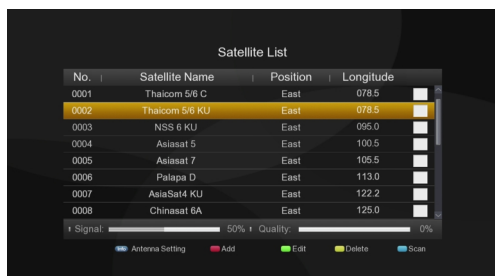 Satellite List
No. Satellite Name Position Longitude
0001 Thaicom 5/6 C East 078.5
0002 Thaicom 5/6 KU East 078.5
0003 NSS 6 KU East 095.0
0004 Asiasat 5 East 100.5
0005 Asiasat 7 East 105.5
0006 Palapa D East 113.0
0007 AsiaSat4 KU East 122.2
0008 Chinasat 6A East 125.0
Signal: 50% Quality: 0%
Info Antenna Setting Add Edit Delete Scan